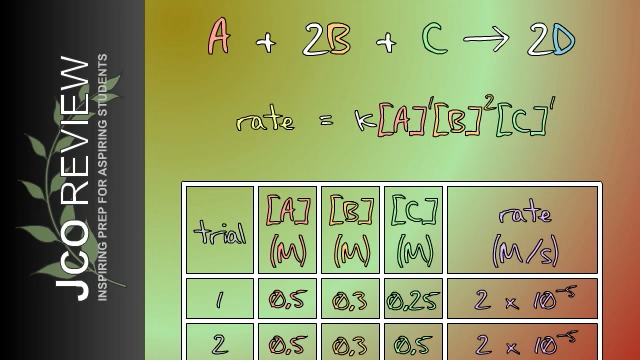 JCO REVIEW
INSPIRING PREP FOR ASPIRING STUDENTS
A + 2B + C → 2D
rate = k[A]¹[B]²[C]¹
trial [A] (M) [B] (M) [C] (M) rate (M/s)
1 0.5 0.3 0.25 2 x 10⁻⁵
2 0.5 0.3 0.5 2 x 10⁻⁵